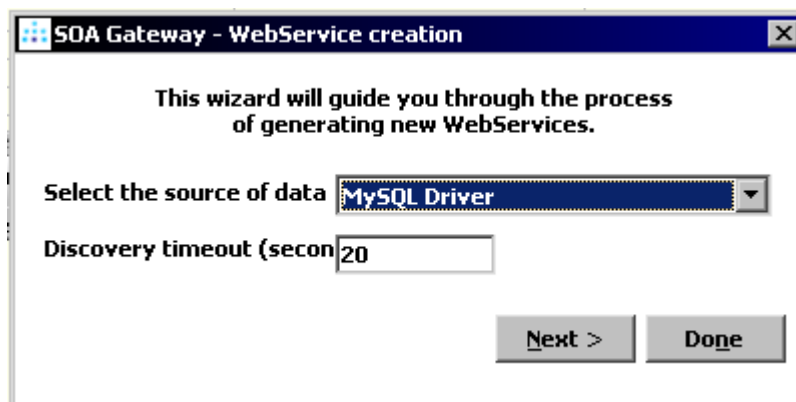 SOA Gateway - WebService creation
This wizard will guide you through the process
of generating new WebServices.
Select the source of data MySQL Driver
Discovery timeout (secon 20
Next > Done